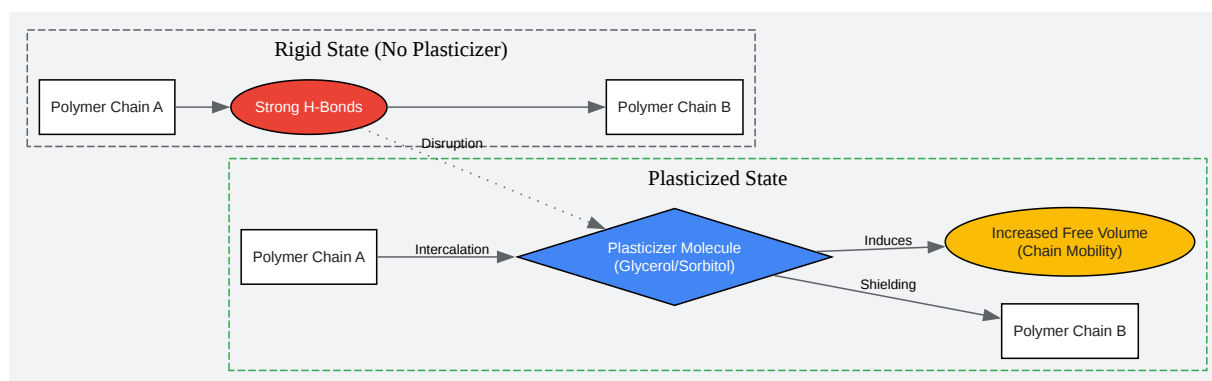 Rigid State (No Plasticizer)
Polymer Chain A
Strong H-Bonds
Polymer Chain B
Disruption
Plasticized State
Polymer Chain A
Intercalation
Plasticizer Molecule
(Glycerol/Sorbitol)
Induces
Increased Free Volume
(Chain Mobility)
Shielding
Polymer Chain B